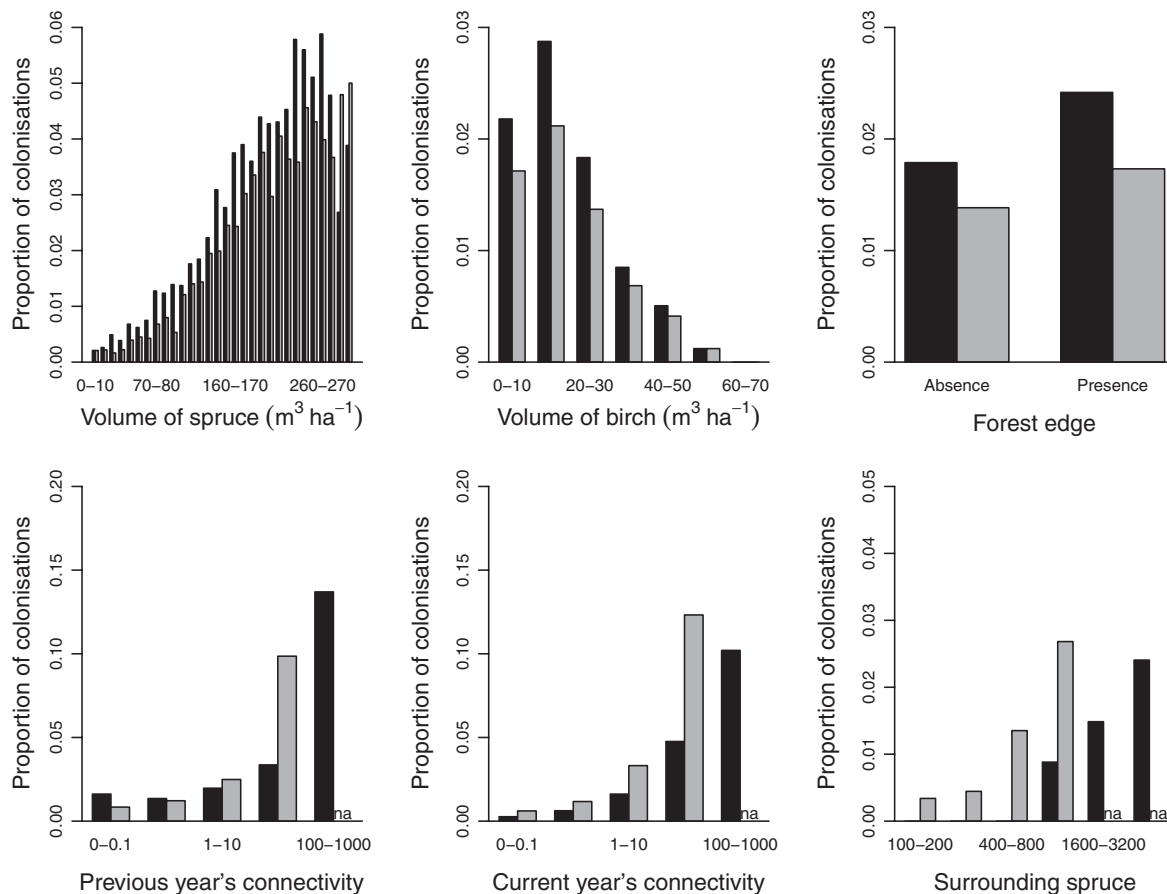 Proportion of colonisations
0.00 0.01 0.02 0.03 0.04 0.05 0.06
0–10 70–80 160–170 260–270
Volume of spruce (m³ ha⁻¹)
Proportion of colonisations
0.00 0.01 0.02 0.03
0–10 20–30 40–50 60–70
Volume of birch (m³ ha⁻¹)
Proportion of colonisations
0.00 0.01 0.02 0.03
Absence Presence
Forest edge
Proportion of colonisations
0.00 0.05 0.10 0.15 0.20
na
0–0.1 1–10 100–1000
Previous year's connectivity
Proportion of colonisations
0.00 0.05 0.10 0.15 0.20
na
0–0.1 1–10 100–1000
Current year's connectivity
Proportion of colonisations
0.00 0.01 0.02 0.03 0.04 0.05
na na
100–200 400–800 1600–3200
Surrounding spruce